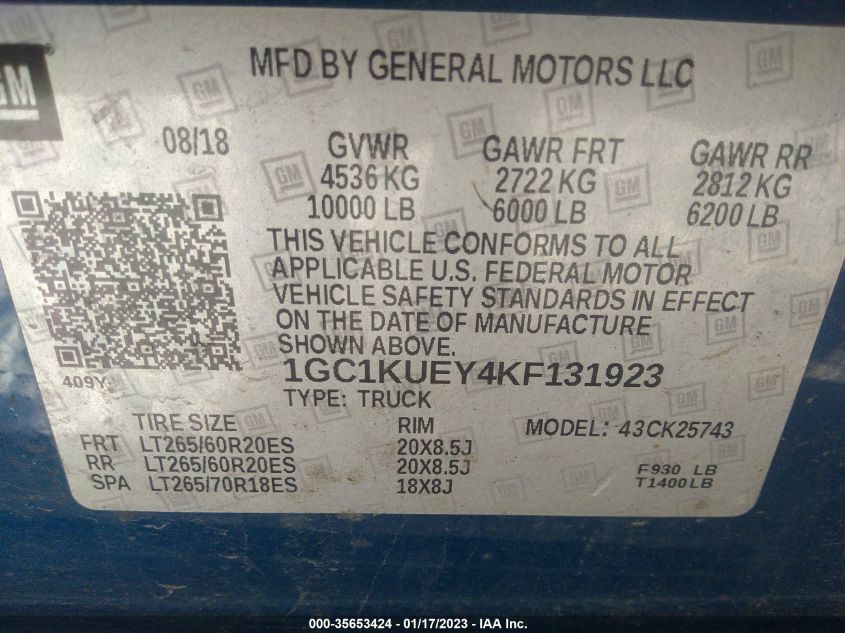 GM
MFD BY GENERAL MOTORS LLC
08/18 GVWR GAWR FRT GAWR RR
4536 KG 2722 KG 2812 KG
10000 LB 6000 LB 6200 LB
THIS VEHICLE CONFORMS TO ALL
APPLICABLE U.S. FEDERAL MOTOR
VEHICLE SAFETY STANDARDS IN EFFECT
ON THE DATE OF MANUFACTURE
SHOWN ABOVE.
1GC1KUEY4KF131923
409Y
TYPE: TRUCK
TIRE SIZE RIM MODEL: 43CK25743
FRT LT265/60R20ES 20X8.5J
RR LT265/60R20ES 20X8.5J F930 LB
SPA LT265/70R18ES 18X8J T1400LB
000-35653424 - 01/17/2023 - IAA Inc.